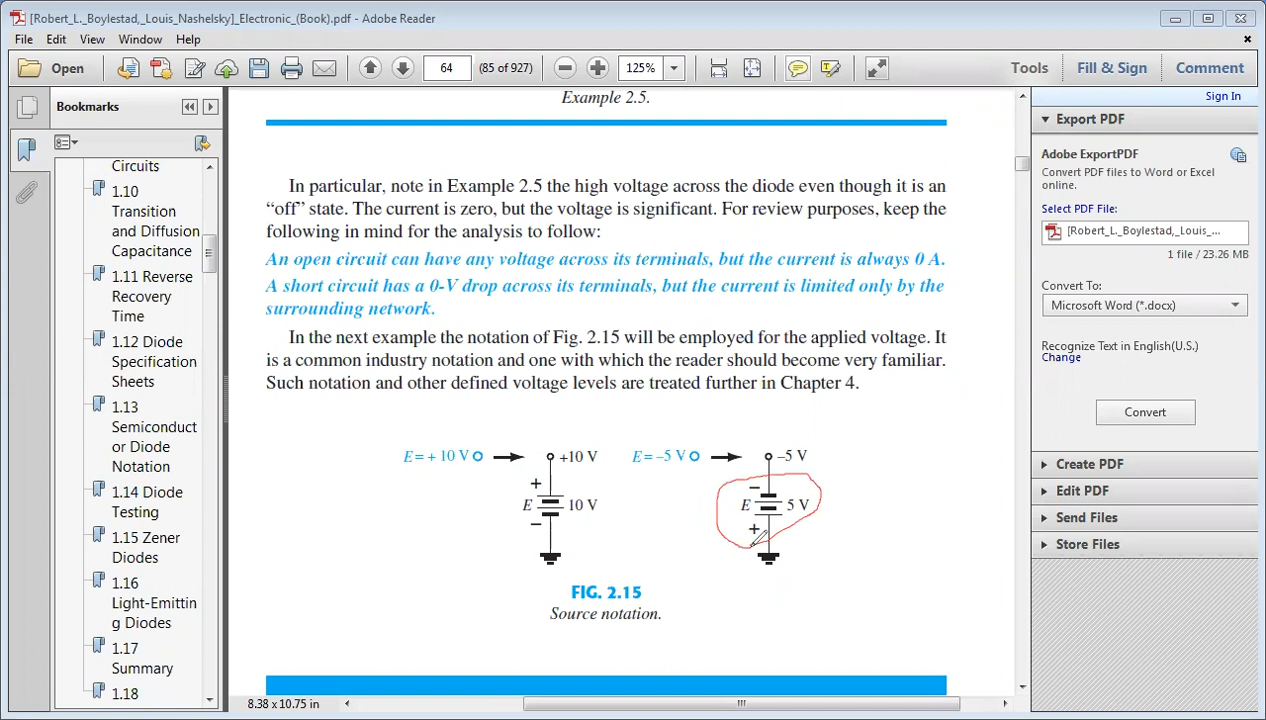 [Robert_L._Boylestad,_Louis_Nashelsky]_Electronic_(Book).pdf - Adobe Reader
File Edit View Window Help
Open 64 (85 of 927) 125% Tools Fill & Sign Comment
Bookmarks
Circuits
1.10
Transition
and Diffusion
Capacitance
1.11 Reverse
Recovery
Time
1.12 Diode
Specification
Sheets
1.13
Semiconduct
or Diode
Notation
1.14 Diode
Testing
1.15 Zener
Diodes
1.16
Light-Emittin
g Diodes
1.17
Summary
1.18
Example 2.5.
In particular, note in Example 2.5 the high voltage across the diode even though it is an
“off” state. The current is zero, but the voltage is significant. For review purposes, keep the
following in mind for the analysis to follow:
An open circuit can have any voltage across its terminals, but the current is always 0 A.
A short circuit has a 0-V drop across its terminals, but the current is limited only by the
surrounding network.
In the next example the notation of Fig. 2.15 will be employed for the applied voltage. It
is a common industry notation and one with which the reader should become very familiar.
Such notation and other defined voltage levels are treated further in Chapter 4.
E = + 10 V +10 V E = –5 V –5 V
+ –
E 10 V E 5 V
– +
FIG. 2.15
Source notation.
8.38 x 10.75 in
Sign In
Export PDF
Adobe ExportPDF
Convert PDF files to Word or Excel
online.
Select PDF File:
[Robert_L._Boylestad,_Louis_...
1 file / 23.26 MB
Convert To:
Microsoft Word (*.docx)
Recognize Text in English(U.S.)
Change
Convert
Create PDF
Edit PDF
Send Files
Store Files